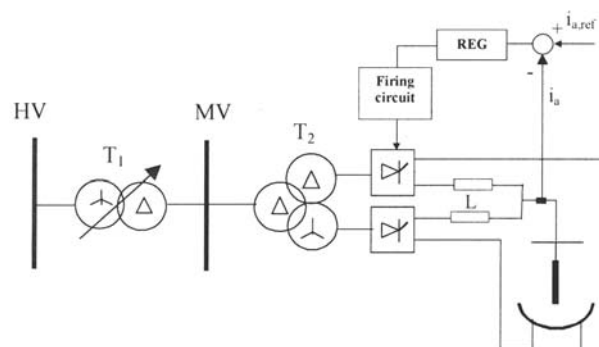 i_a,ref
+
REG
-
Firing
circuit
i_a
HV
MV
T_1
T_2
L